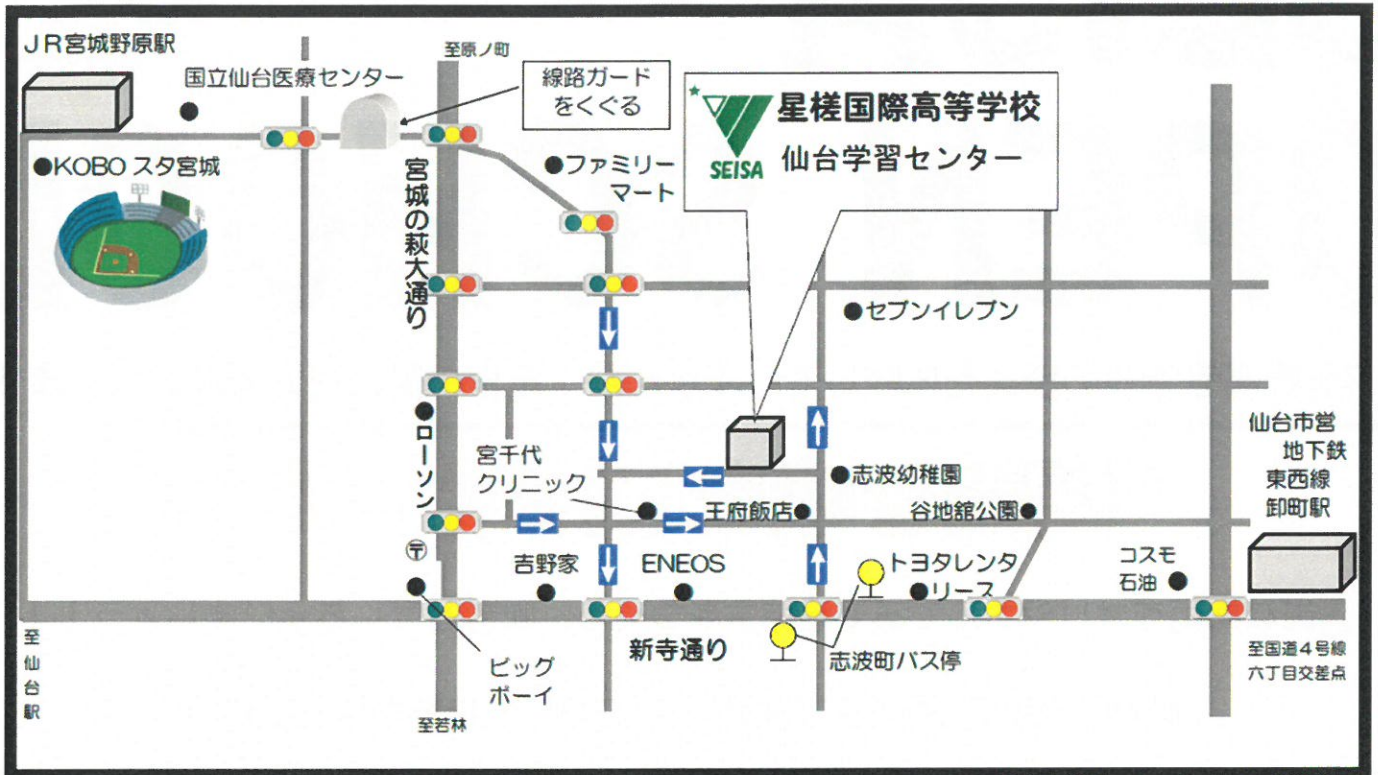 JR宮城野原駅
国立仙台医療センター
至原ノ町
線路ガード
をくぐる
星槎国際高等学校
仙台学習センター
SEISA
KOBO スタ宮城
ファミリー
マート
宮城の萩大通り
セブンイレブン
ローソン
宮千代
クリニック
志波幼稚園
王府飯店
谷地舘公園
仙台市営
地下鉄
東西線
卸町駅
〒
吉野家
ENEOS
トヨタレンタ
リース
コスモ
石油
至仙台駅
ビッグ
ボーイ
新寺通り
志波町バス停
至国道4号線
六丁目交差点
至若林